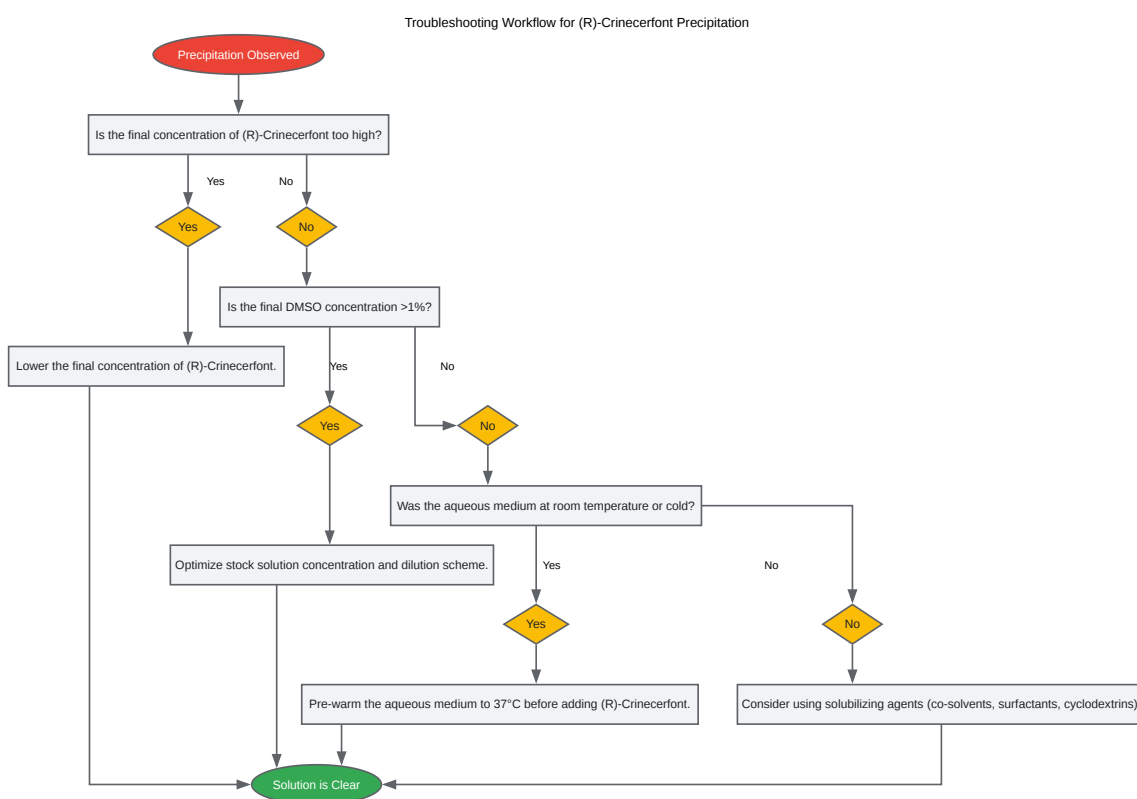 Troubleshooting Workflow for (R)-Crinecerfont Precipitation
Precipitation Observed
Is the final concentration of (R)-Crinecerfont too high?
Yes
No
Yes
No
Is the final DMSO concentration >1%?
Lower the final concentration of (R)-Crinecerfont.
Yes
No
Yes
No
Was the aqueous medium at room temperature or cold?
Optimize stock solution concentration and dilution scheme.
Yes
No
Yes
No
Pre-warm the aqueous medium to 37°C before adding (R)-Crinecerfont.
Consider using solubilizing agents (co-solvents, surfactants, cyclodextrins)
Solution is Clear